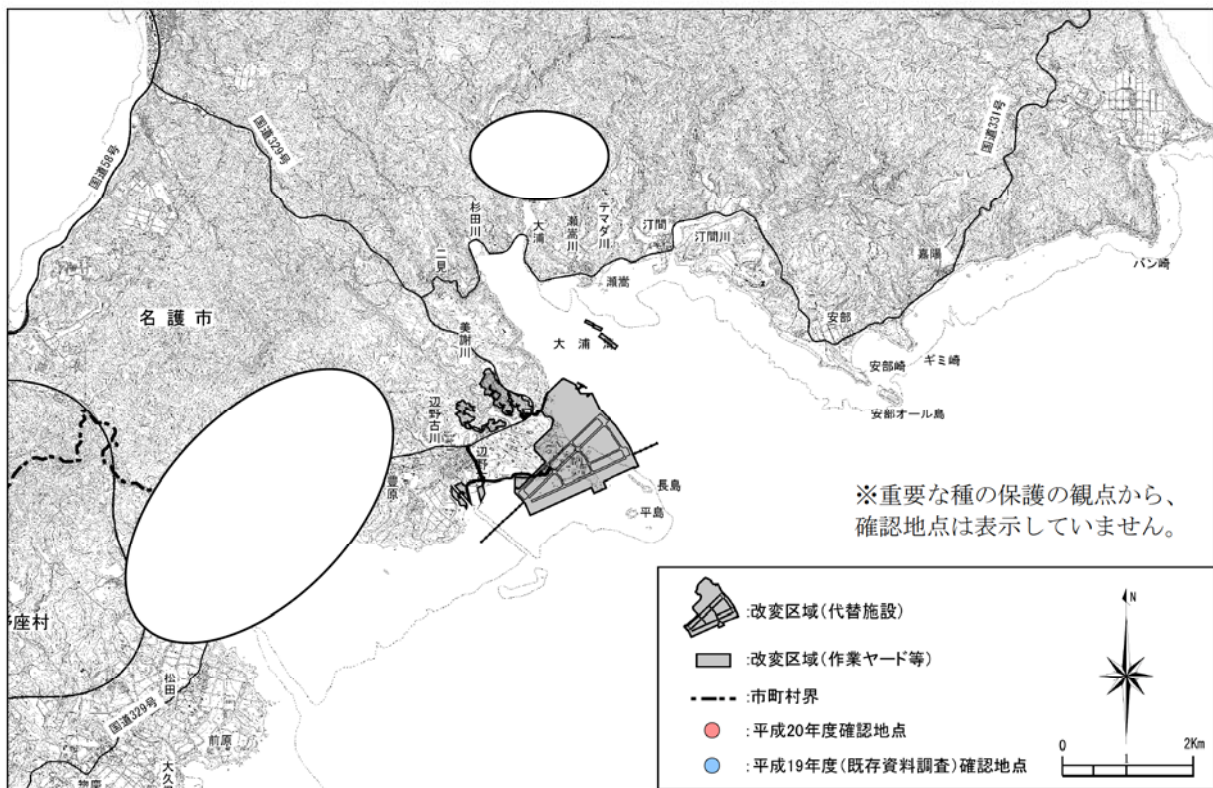 国道58号
国道329号
国道331号
杉田川
大浦
瀬嵩川
テマダ川
汀間
汀間川
嘉陽
バン崎
二見
瀬嵩
名護市
美謝川
大浦
安部
安部崎
ギミ崎
安部オール島
辺野古川
豊原
長島
平島
※重要な種の保護の観点から、
確認地点は表示していません。
座村
松田
国道329号
前原
惣座
:改変区域(代替施設)
:改変区域(作業ヤード等)
:市町村界
:平成20年度確認地点
:平成19年度(既存資料調査)確認地点
N
0 2Km